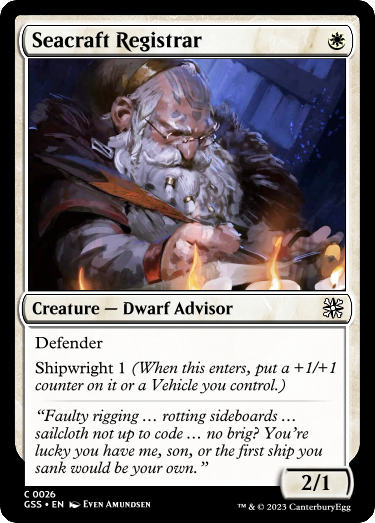 Seacraft Registrar
Creature — Dwarf Advisor
Defender
Shipwright 1 (When this enters, put a +1/+1
counter on it or a Vehicle you control.)
“Faulty rigging … rotting sideboards …
sailcloth not up to code … no brig? You’re
lucky you have me, son, or the first ship you
sank would be your own.”
2/1
C 0026
GSS • EN Even Amundsen
™ & © 2023 CanterburyEgg